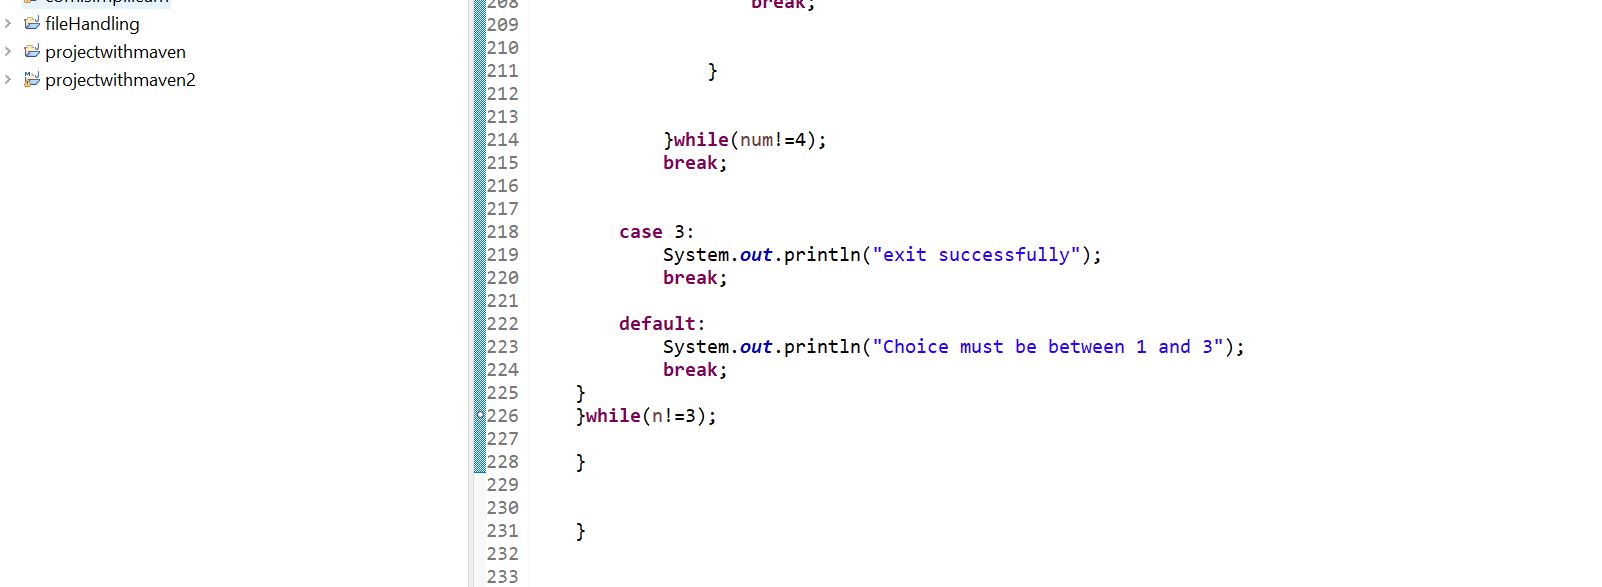 fileHandling
projectwithmaven
projectwithmaven2
208 break;
209
210
211 }
212
213
214 }while(num!=4);
215 break;
216
217
218 case 3:
219 System.out.println("exit successfully");
220 break;
221
222 default:
223 System.out.println("Choice must be between 1 and 3");
224 break;
225 }
226 }while(n!=3);
227
228 }
229
230
231 }
232
233